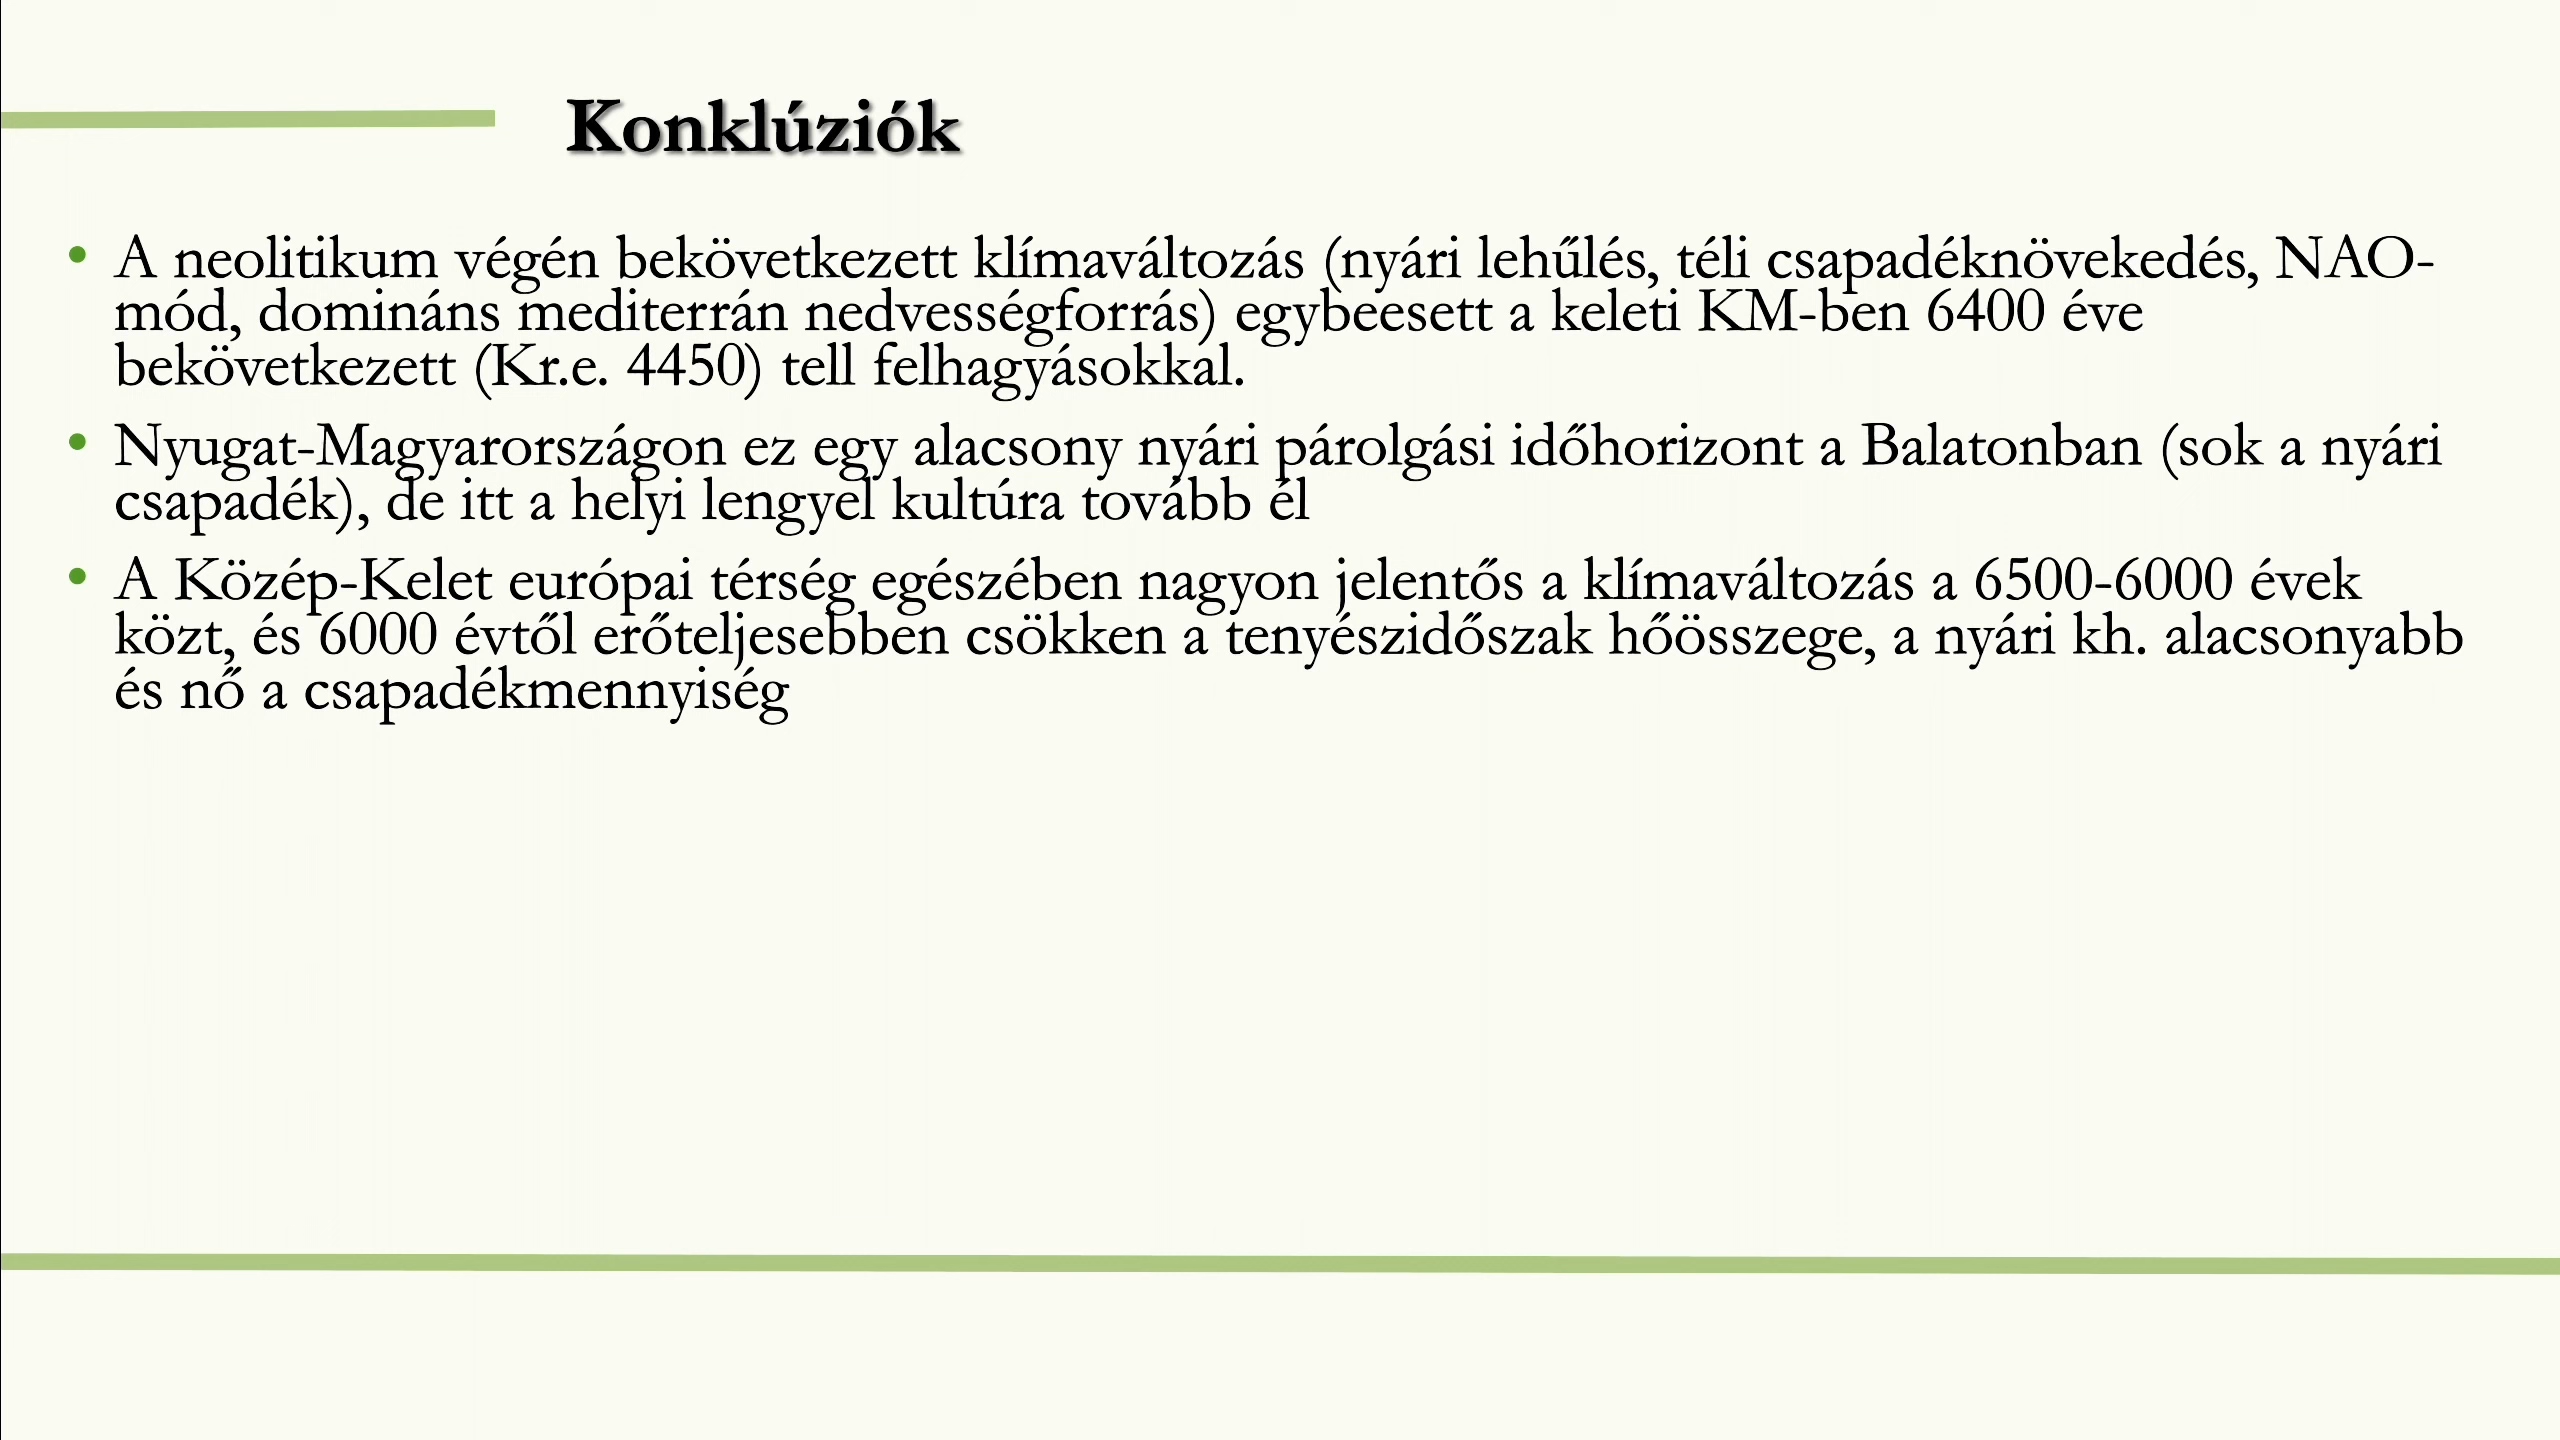 Konklúziók
• A neolitikum végén bekövetkezett klímaváltozás (nyári lehűlés, téli csapadéknövekedés, NAO-
mód, domináns mediterrán nedvességforrás) egybeesett a keleti KM-ben 6400 éve
bekövetkezett (Kr.e. 4450) tell felhagyásokkal.
• Nyugat-Magyarországon ez egy alacsony nyári párolgási időhorizont a Balatonban (sok a nyári
csapadék), de itt a helyi lengyel kultúra tovább él
• A Közép-Kelet európai térség egészében nagyon jelentős a klímaváltozás a 6500-6000 évek
közt, és 6000 évtől erőteljesebben csökken a tenyészidőszak hőösszege, a nyári kh. alacsonyabb
és nő a csapadékmennyiség